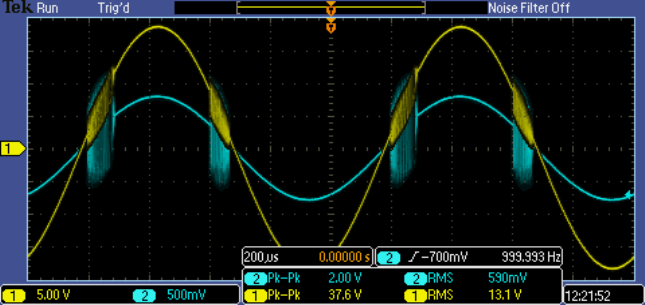 Tek Run Trig'd Noise Filter Off
1
200µs 0.00000 s 2 -700mV 999.993 Hz
2 Pk-Pk 2.00 V 2 RMS 590mV
1 5.00 V 2 500mV 1 Pk-Pk 37.6 V 1 RMS 13.1 V 12:21:52